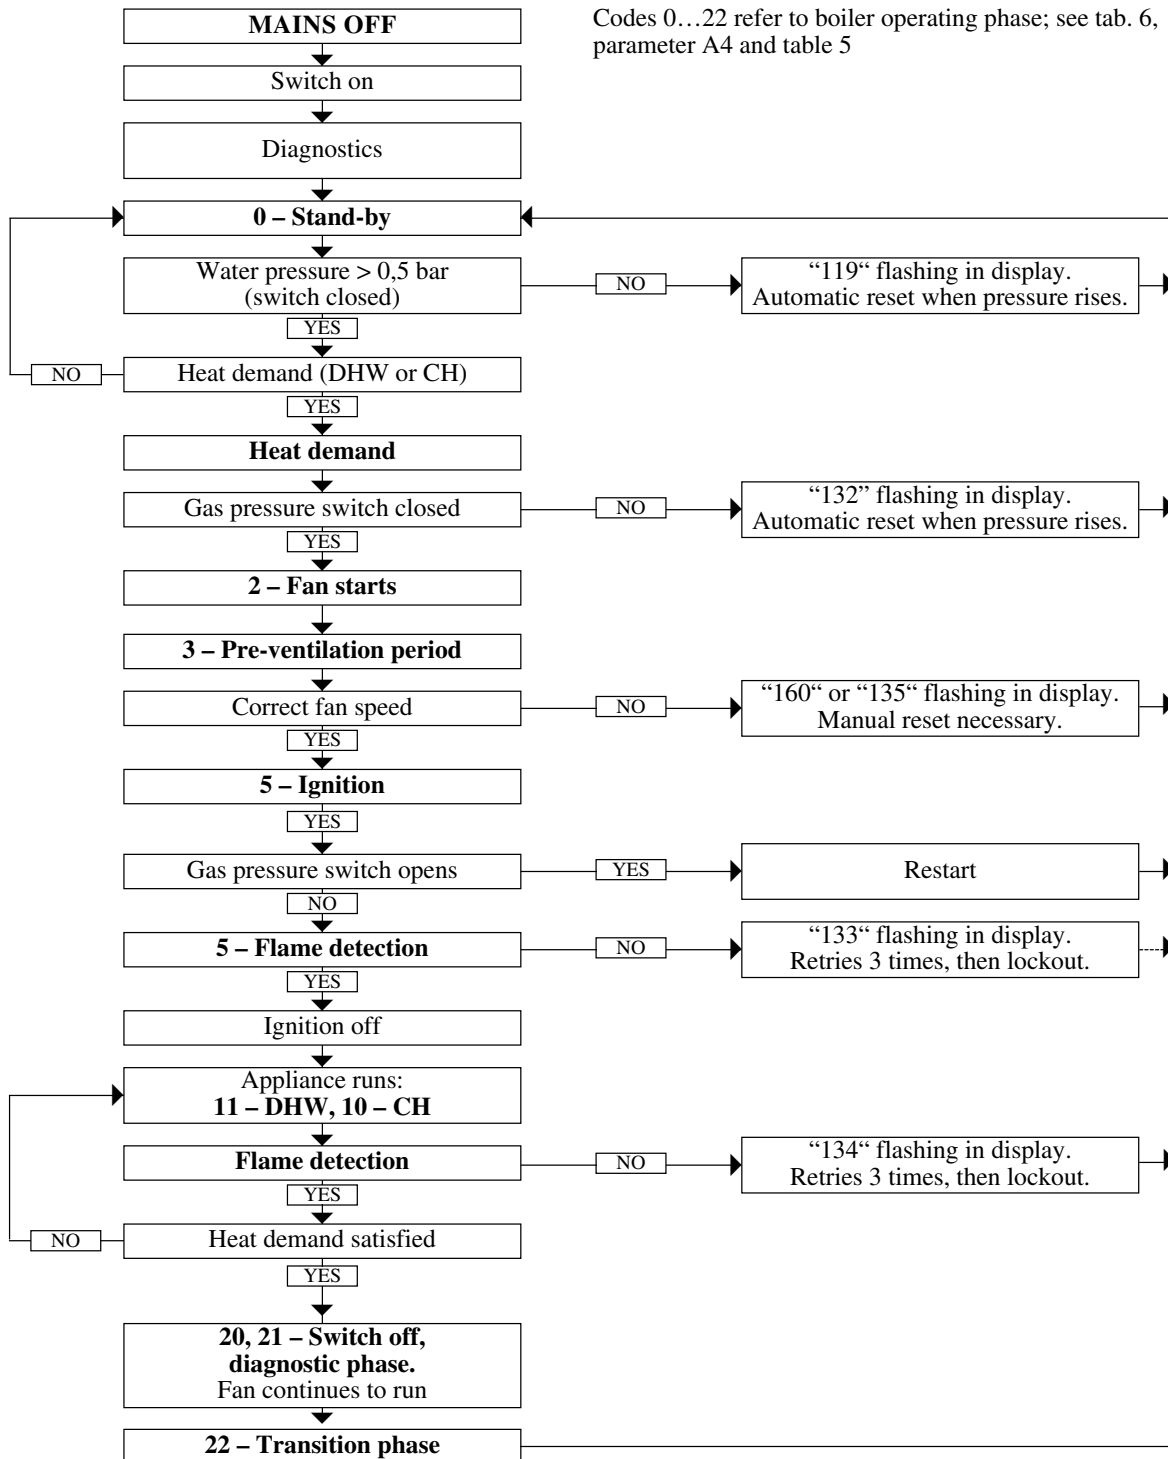 MAINS OFF
Codes 0…22 refer to boiler operating phase; see tab. 6,
parameter A4 and table 5
Switch on
Diagnostics
0 – Stand-by
Water pressure > 0,5 bar
(switch closed)
NO
“119” flashing in display.
Automatic reset when pressure rises.
YES
NO
Heat demand (DHW or CH)
YES
Heat demand
Gas pressure switch closed
NO
“132” flashing in display.
Automatic reset when pressure rises.
YES
2 – Fan starts
3 – Pre-ventilation period
Correct fan speed
NO
“160“ or “135“ flashing in display.
Manual reset necessary.
YES
5 – Ignition
YES
Gas pressure switch opens
YES
Restart
NO
5 – Flame detection
NO
“133“ flashing in display.
Retries 3 times, then lockout.
YES
Ignition off
Appliance runs:
11 – DHW, 10 – CH
Flame detection
NO
“134“ flashing in display.
Retries 3 times, then lockout.
YES
NO
Heat demand satisfied
YES
20, 21 – Switch off,
diagnostic phase.
Fan continues to run
22 – Transition phase